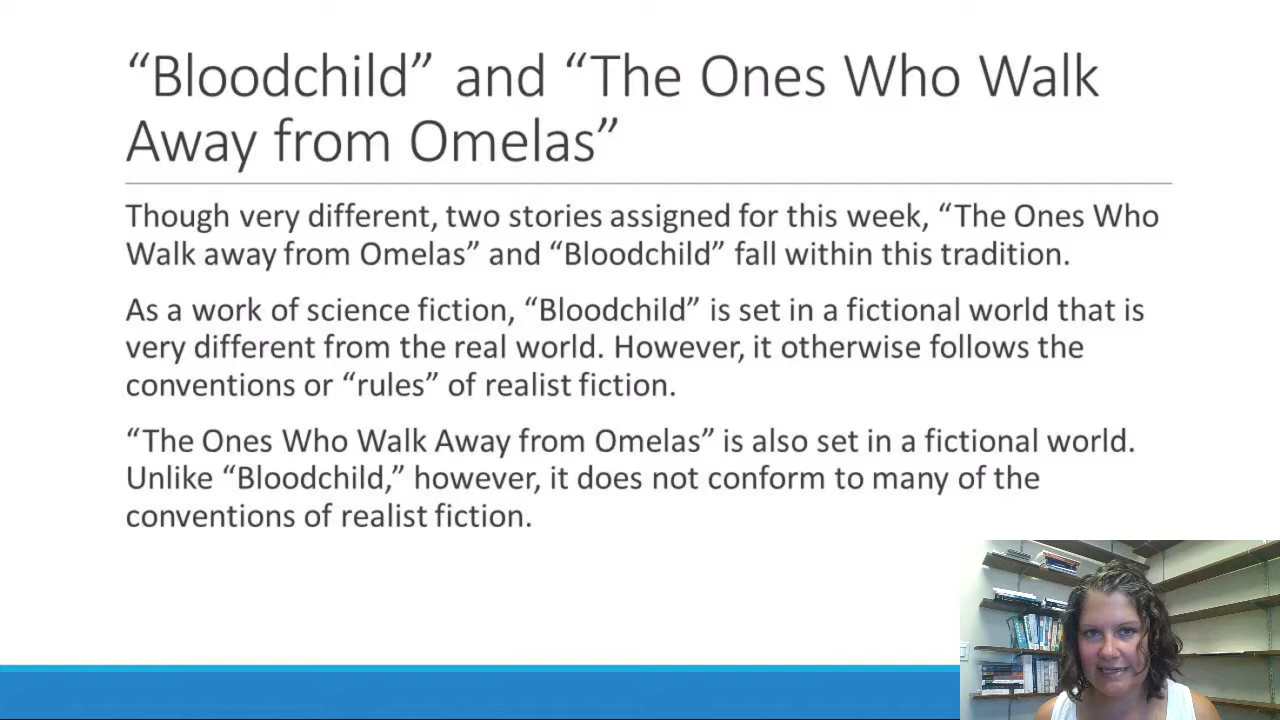 “Bloodchild” and “The Ones Who Walk
Away from Omelas”
Though very different, two stories assigned for this week, “The Ones Who
Walk away from Omelas” and “Bloodchild” fall within this tradition.
As a work of science fiction, “Bloodchild” is set in a fictional world that is
very different from the real world. However, it otherwise follows the
conventions or “rules” of realist fiction.
“The Ones Who Walk Away from Omelas” is also set in a fictional world.
Unlike “Bloodchild,” however, it does not conform to many of the
conventions of realist fiction.